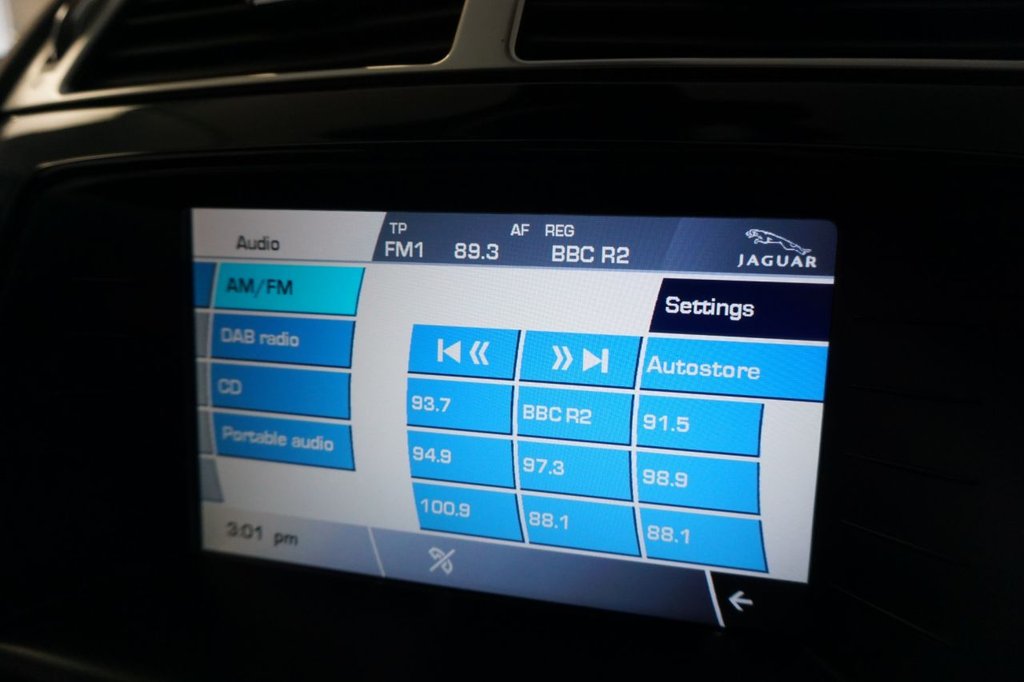 Audio
TP AF REG
FM1 89.3 BBC R2
JAGUAR
AM/FM
DAB radio
CD
Portable audio
Settings
Autostore
93.7 BBC R2 91.5
94.9 97.3 98.9
100.9 88.1 88.1
3:01 pm